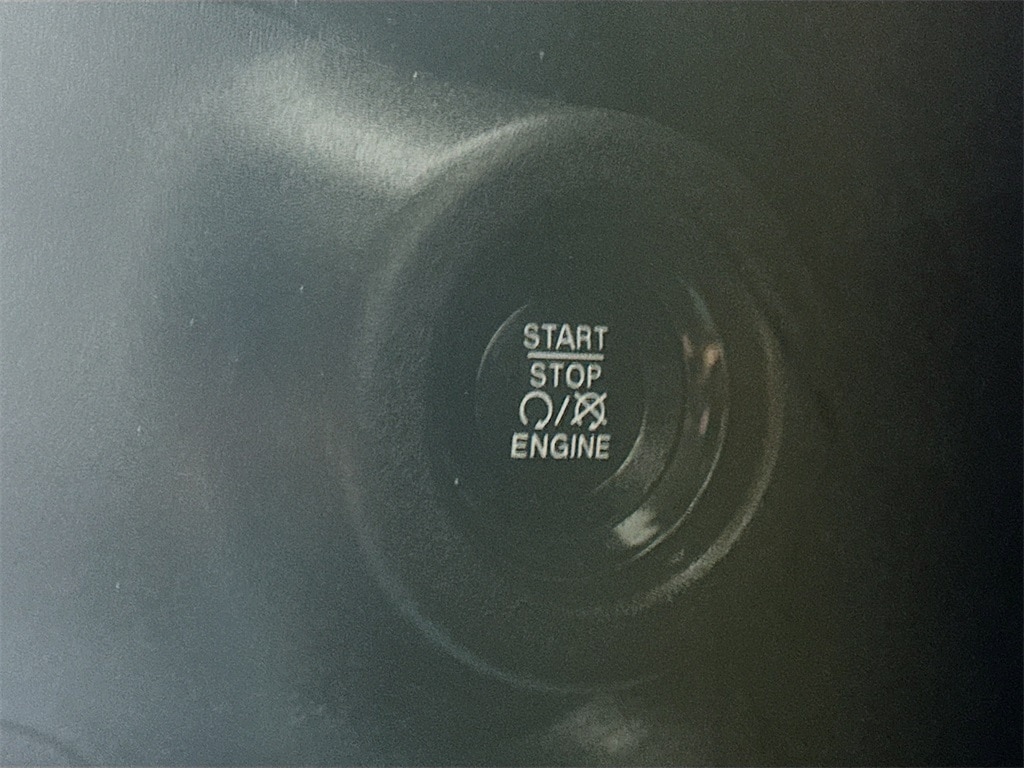 START
STOP
/
ENGINE